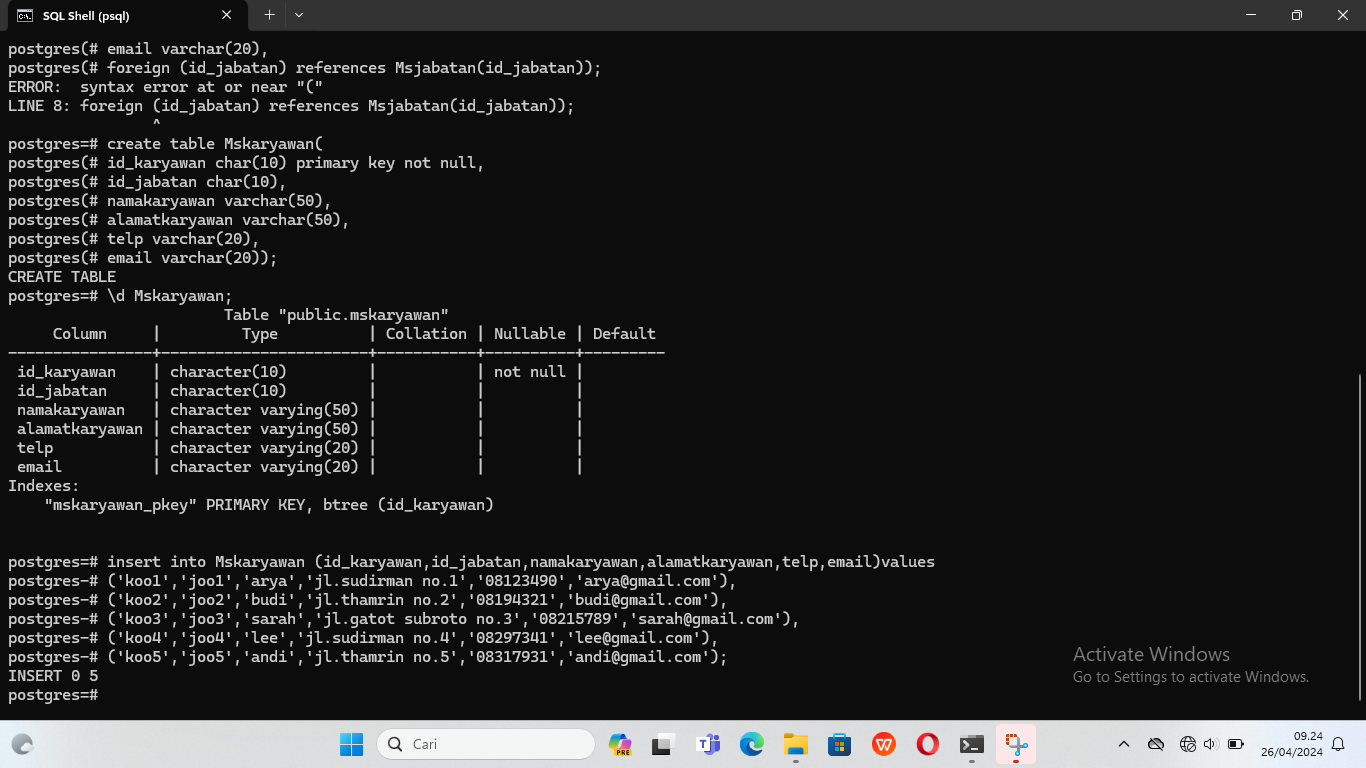 SQL Shell (psql)
postgres(# email varchar(20),
postgres(# foreign (id_jabatan) references Msjabatan(id_jabatan));
ERROR:  syntax error at or near "("
LINE 8: foreign (id_jabatan) references Msjabatan(id_jabatan));
                ^
postgres=# create table Mskaryawan(
postgres(# id_karyawan char(10) primary key not null,
postgres(# id_jabatan char(10),
postgres(# namakaryawan varchar(50),
postgres(# alamatkaryawan varchar(50),
postgres(# telp varchar(20),
postgres(# email varchar(20));
CREATE TABLE
postgres=# \d Mskaryawan;
                        Table "public.mskaryawan"
     Column     |         Type          | Collation | Nullable | Default
----------------+-----------------------+-----------+----------+---------
 id_karyawan    | character(10)         |           | not null |
 id_jabatan     | character(10)         |           |          |
 namakaryawan   | character varying(50) |           |          |
 alamatkaryawan | character varying(50) |           |          |
 telp           | character varying(20) |           |          |
 email          | character varying(20) |           |          |
Indexes:
    "mskaryawan_pkey" PRIMARY KEY, btree (id_karyawan)
postgres=# insert into Mskaryawan (id_karyawan,id_jabatan,namakaryawan,alamatkaryawan,telp,email)values
postgres-# ('koo1','joo1','arya','jl.sudirman no.1','08123490','arya@gmail.com'),
postgres-# ('koo2','joo2','budi','jl.thamrin no.2','08194321','budi@gmail.com'),
postgres-# ('koo3','joo3','sarah','jl.gatot subroto no.3','08215789','sarah@gmail.com'),
postgres-# ('koo4','joo4','lee','jl.sudirman no.4','08297341','lee@gmail.com'),
postgres-# ('koo5','joo5','andi','jl.thamrin no.5','08317931','andi@gmail.com');
INSERT 0 5
postgres=#
Activate Windows
Go to Settings to activate Windows.
Cari
PRE
09.24
26/04/2024